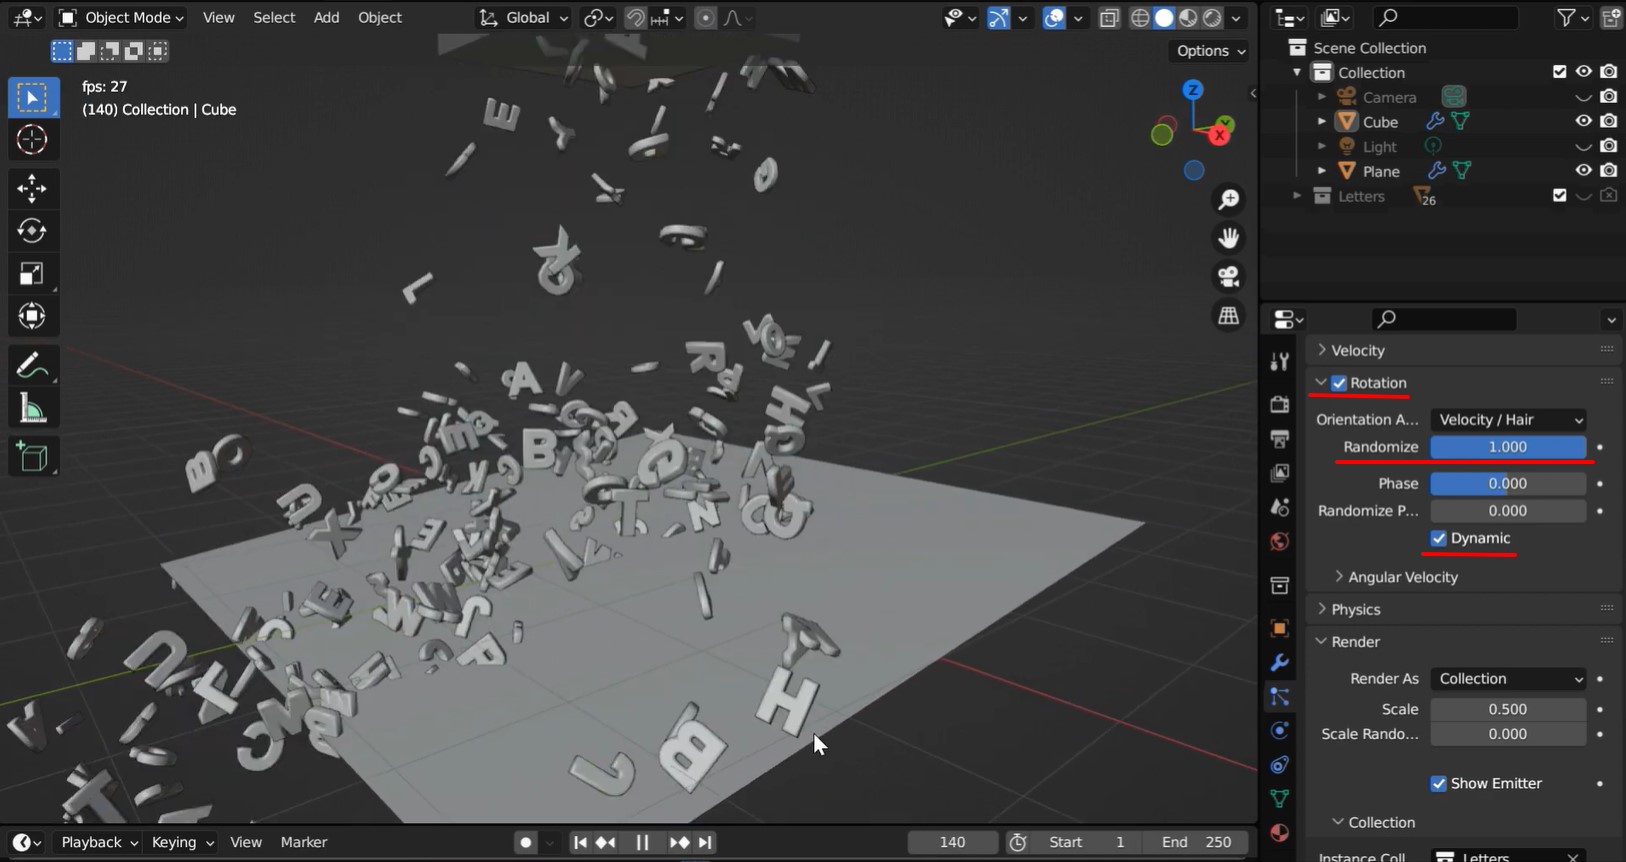 Object Mode View Select Add Object Global
Options
fps: 27
(140) Collection | Cube
Z
Y
X
Scene Collection
Collection
Camera
Cube
Light
Plane
Letters 26
Velocity
Rotation
Orientation A... Velocity / Hair
Randomize 1.000
Phase 0.000
Randomize P... 0.000
Dynamic
Angular Velocity
Physics
Render
Render As Collection
Scale 0.500
Scale Rando... 0.000
Show Emitter
Collection
Instance Coll Letters
Playback Keying View Marker 140 Start 1 End 250